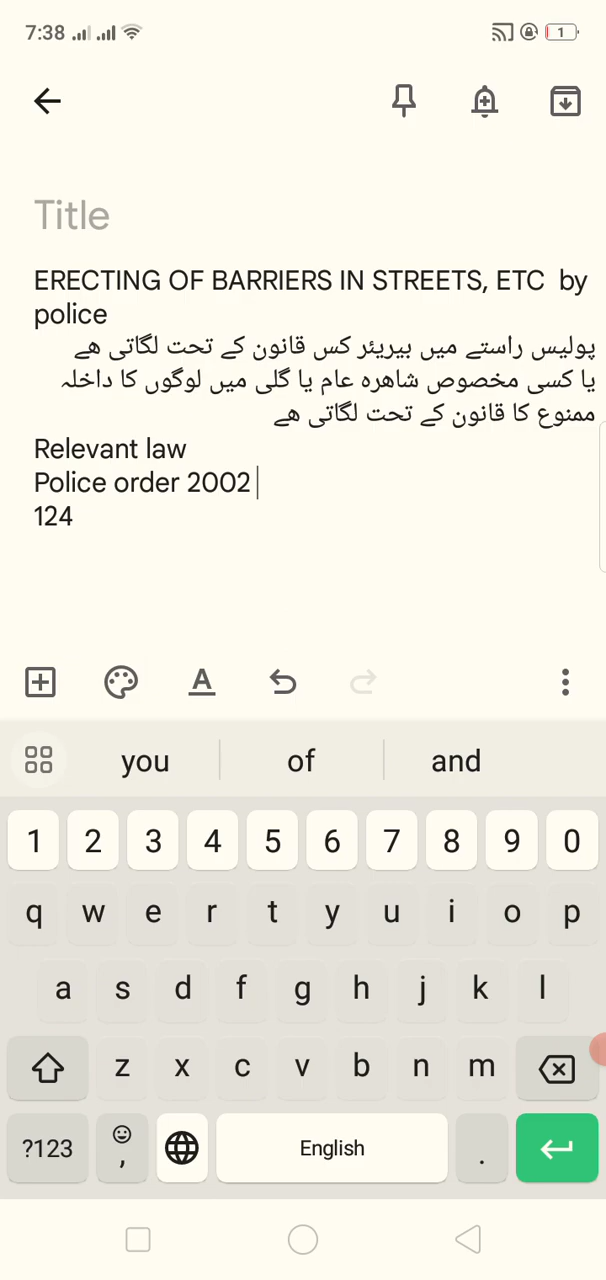 7:38
1
Title
ERECTING OF BARRIERS IN STREETS, ETC  by
police
پولیس راستے میں بیریئر کس قانون کے تحت لگاتی ھے
یا کسی مخصوص شاھرہ عام یا گلی میں لوگوں کا داخلہ
ممنوع کا قانون کے تحت لگاتی ھے
Relevant law
Police order 2002
124
you of and
1 2 3 4 5 6 7 8 9 0
q w e r t y u i o p
a s d f g h j k l
z x c v b n m
?123 , English .